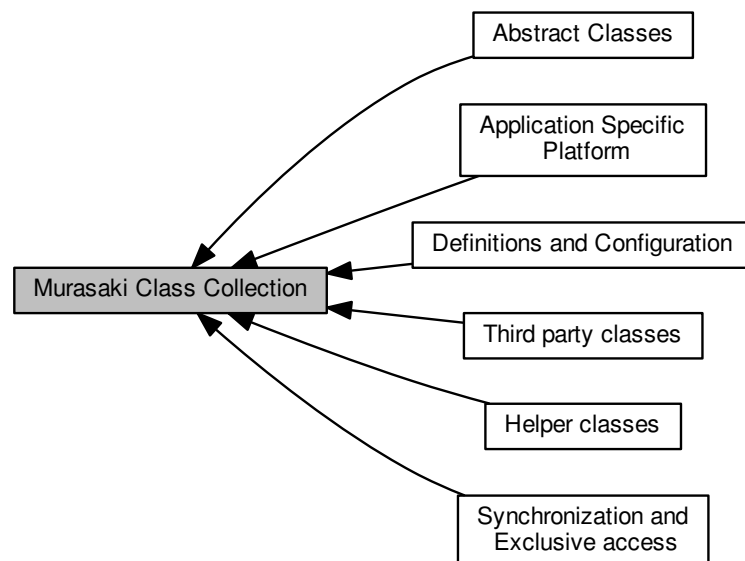 Abstract Classes
Application Specific
Platform
Definitions and Configuration
Murasaki Class Collection
Third party classes
Helper classes
Synchronization and
Exclusive access